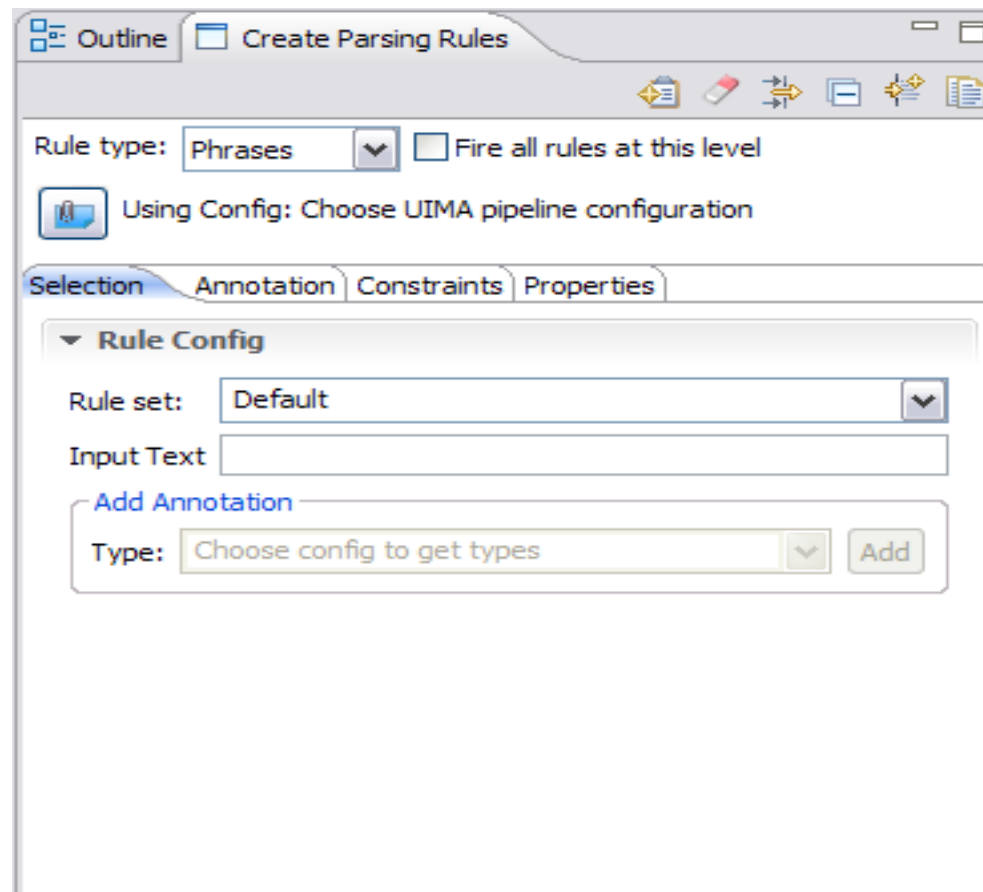 Outline Create Parsing Rules
Rule type: Phrases Fire all rules at this level
Using Config: Choose UIMA pipeline configuration
Selection Annotation Constraints Properties
Rule Config
Rule set: Default
Input Text
Add Annotation
Type: Choose config to get types Add